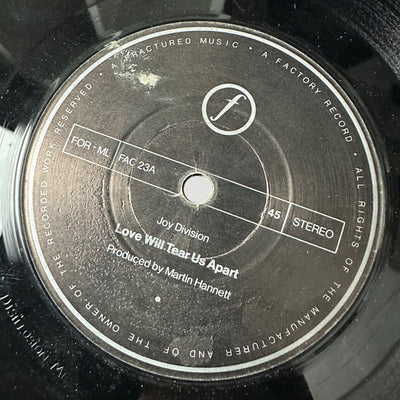 A FRACTURED MUSIC • A FACTORY RECORD • ALL RIGHTS OF THE MANUFACTURER AND OF THE OWNER OF THE RECORDED WORK RESERVED •
f
FOR : ML FAC 23A 45 STEREO
Joy Division
Love Will Tear Us Apart
Produced by Martin Hannett